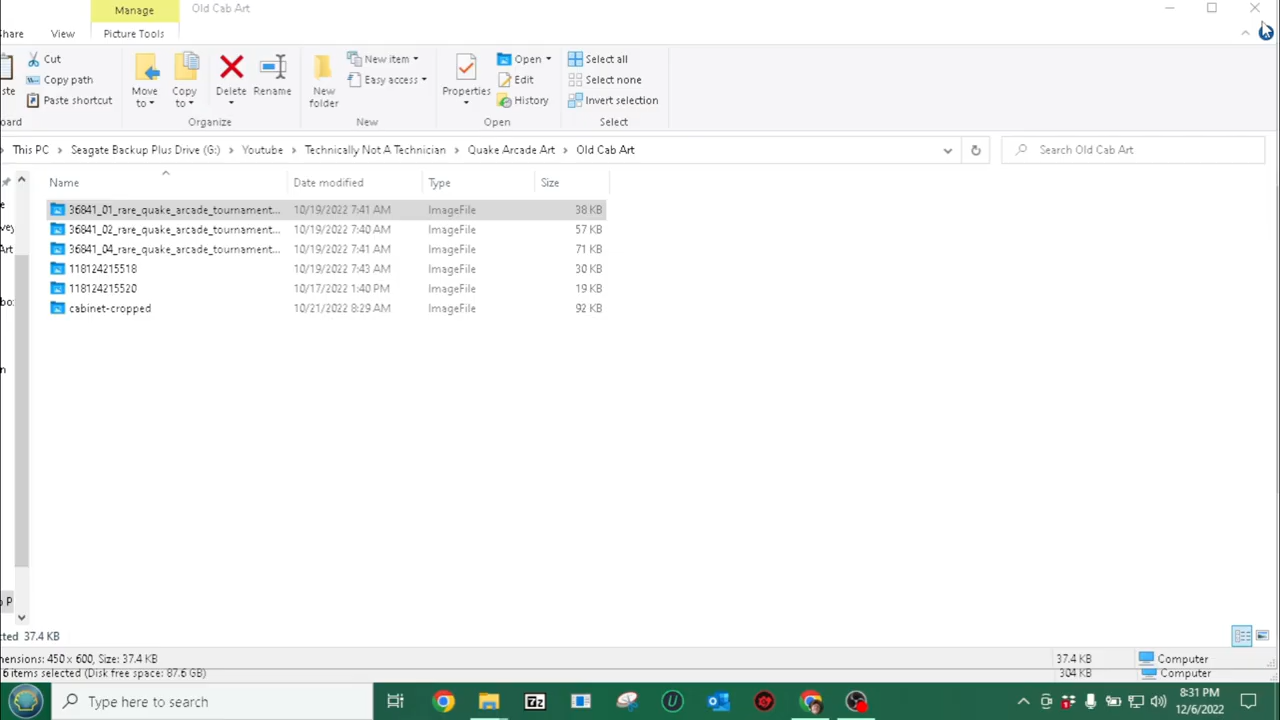 Manage
Old Cab Art
Share
View
Picture Tools
Cut
Copy path
Paste shortcut
Move to
Copy to
Delete
Rename
Organize
New folder
New item
Easy access
New
Properties
Open
Edit
History
Open
Select all
Select none
Invert selection
Select
This PC > Seagate Backup Plus Drive (G:) > Youtube > Technically Not A Technician > Quake Arcade Art > Old Cab Art
Search Old Cab Art
Name Date modified Type Size
36841_01_rare_quake_arcade_tournament... 10/19/2022 7:41 AM ImageFile 38 KB
36841_02_rare_quake_arcade_tournament... 10/19/2022 7:40 AM ImageFile 57 KB
36841_04_rare_quake_arcade_tournament... 10/19/2022 7:41 AM ImageFile 71 KB
118124215518 10/19/2022 7:43 AM ImageFile 30 KB
118124215520 10/17/2022 1:40 PM ImageFile 19 KB
cabinet-cropped 10/21/2022 8:29 AM ImageFile 92 KB
cted 37.4 KB
ensions: 450 x 600, Size: 37.4 KB 37.4 KB Computer
6 items selected (Disk free space: 87.6 GB) 304 KB Computer
Type here to search
8:31 PM
12/6/2022